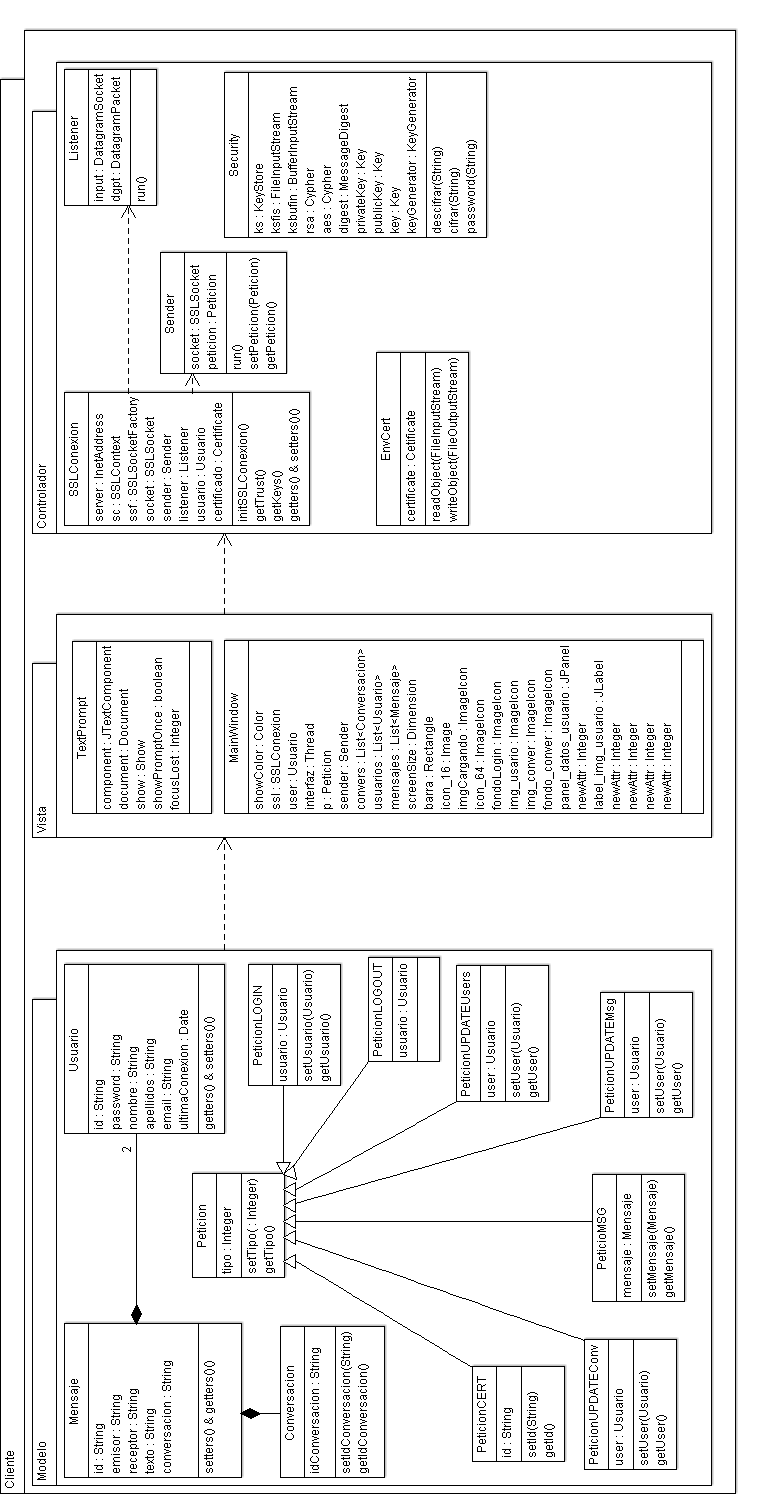 Cliente
Modelo
Mensaje
id : String
emisor : String
receptor : String
texto : String
conversacion : String
setters() & getters()()
2
Usuario
id : String
password : String
nombre : String
apellidos : String
email : String
ultimaConexion : Date
getters() & setters()()
Conversacion
idConversacion : String
setIdConversacion(String)
getIdConversacion()
Peticion
tipo : Integer
setTipo( : Integer)
getTipo()
PeticionLOGIN
usuario : Usuario
setUsuario(Usuario)
getUsuario()
PeticionLOGOUT
usuario : Usuario
PeticionUPDATEUsers
user : Usuario
setUser(Usuario)
getUser()
PeticionUPDATEMsg
user : Usuario
setUser(Usuario)
getUser()
PeticioMSG
mensaje : Mensaje
setMensaje(Mensaje)
getMensaje()
PeticionCERT
id : String
setId(String)
getId()
PeticionUPDATEConv
user : Usuario
setUser(Usuario)
getUser()
Vista
TextPrompt
component : JTextComponent
document : Document
show : Show
showPromptOnce : boolean
focusLost : Integer
MainWindow
showColor : Color
ssl : SSLConexion
user : Usuario
interfaz : Thread
p : Peticion
sender : Sender
convers : List<Conversacion>
usuarios : List<Usuario>
mensajes : List<Mensaje>
screenSize : Dimension
barra : Rectangle
icon_16 : Image
imgCargando : ImageIcon
icon_64 : ImageIcon
fondoLogin : ImageIcon
img_usario : ImageIcon
img_conver : ImageIcon
fondo_conver : ImageIcon
panel_datos_usuario : JPanel
newAttr : Integer
label_img_usuario : JLabel
newAttr : Integer
newAttr : Integer
newAttr : Integer
newAttr : Integer
Controlador
SSLConexion
server : InetAddress
sc : SSLContext
ssf : SSLSocketFactory
socket : SSLSocket
sender : Sender
listener : Listener
usuario : Usuario
certificado : Certificate
initSSLConexion()
getTrust()
getKeys()
getters() & setters()()
Listener
input : DatagramSocket
dgpt : DatagramPacket
run()
Sender
socket : SSLSocket
peticion : Peticion
run()
setPeticion(Peticion)
getPeticion()
Security
ks : KeyStore
ksfis : FileInputStream
ksbufin : BufferInputStream
rsa : Cypher
aes : Cypher
digest : MessageDigest
privateKey : Key
publicKey : Key
key : Key
keyGenerator : KeyGenerator
descifrar(String)
cifrar(String)
password(String)
EnvCert
certificate : Cetificate
readObject(FileInputStream)
writeObject(FileOutputStream)